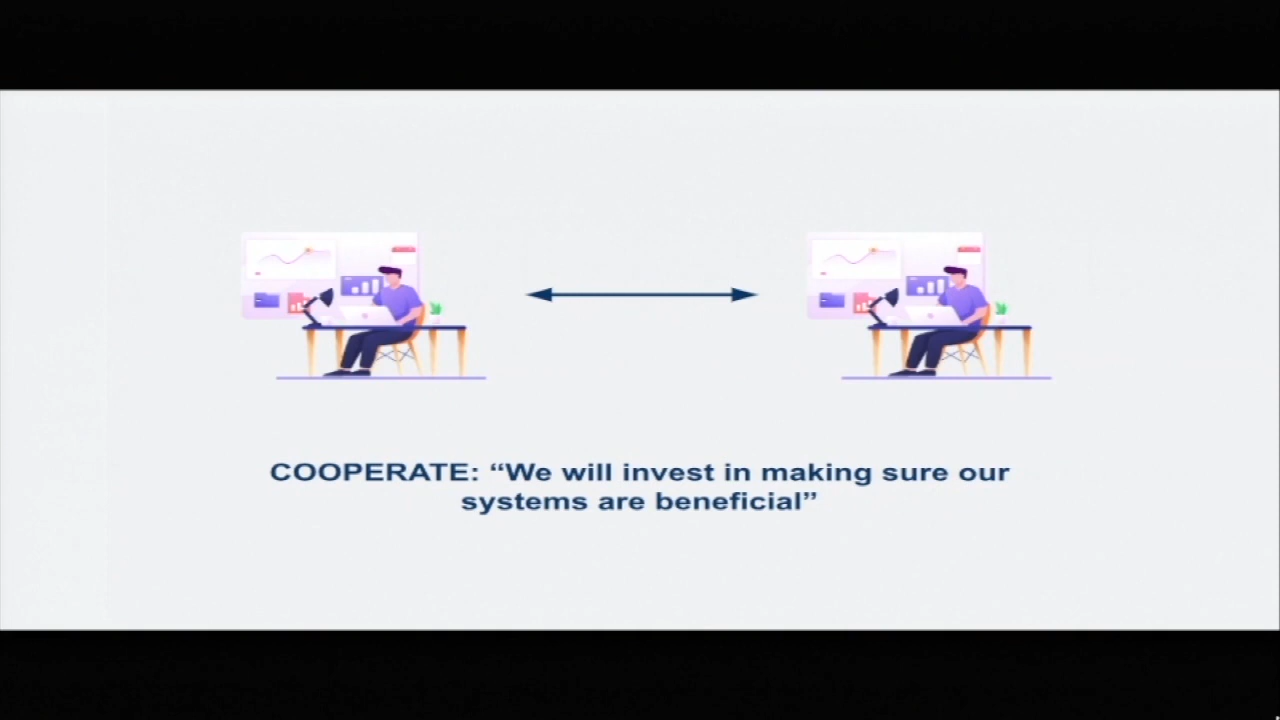 COOPERATE: “We will invest in making sure our
systems are beneficial”